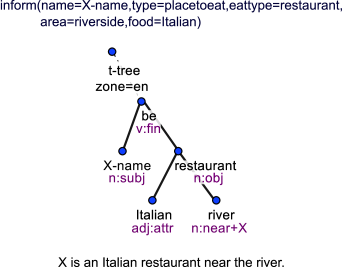 inform(name=X-name,type=placetoeat,eattype=restaurant,
area=riverside,food=Italian)
t-tree
zone=en
be
v:fin
X-name
n:subj
restaurant
n:obj
Italian
adj:attr
river
n:near+X
X is an Italian restaurant near the river.